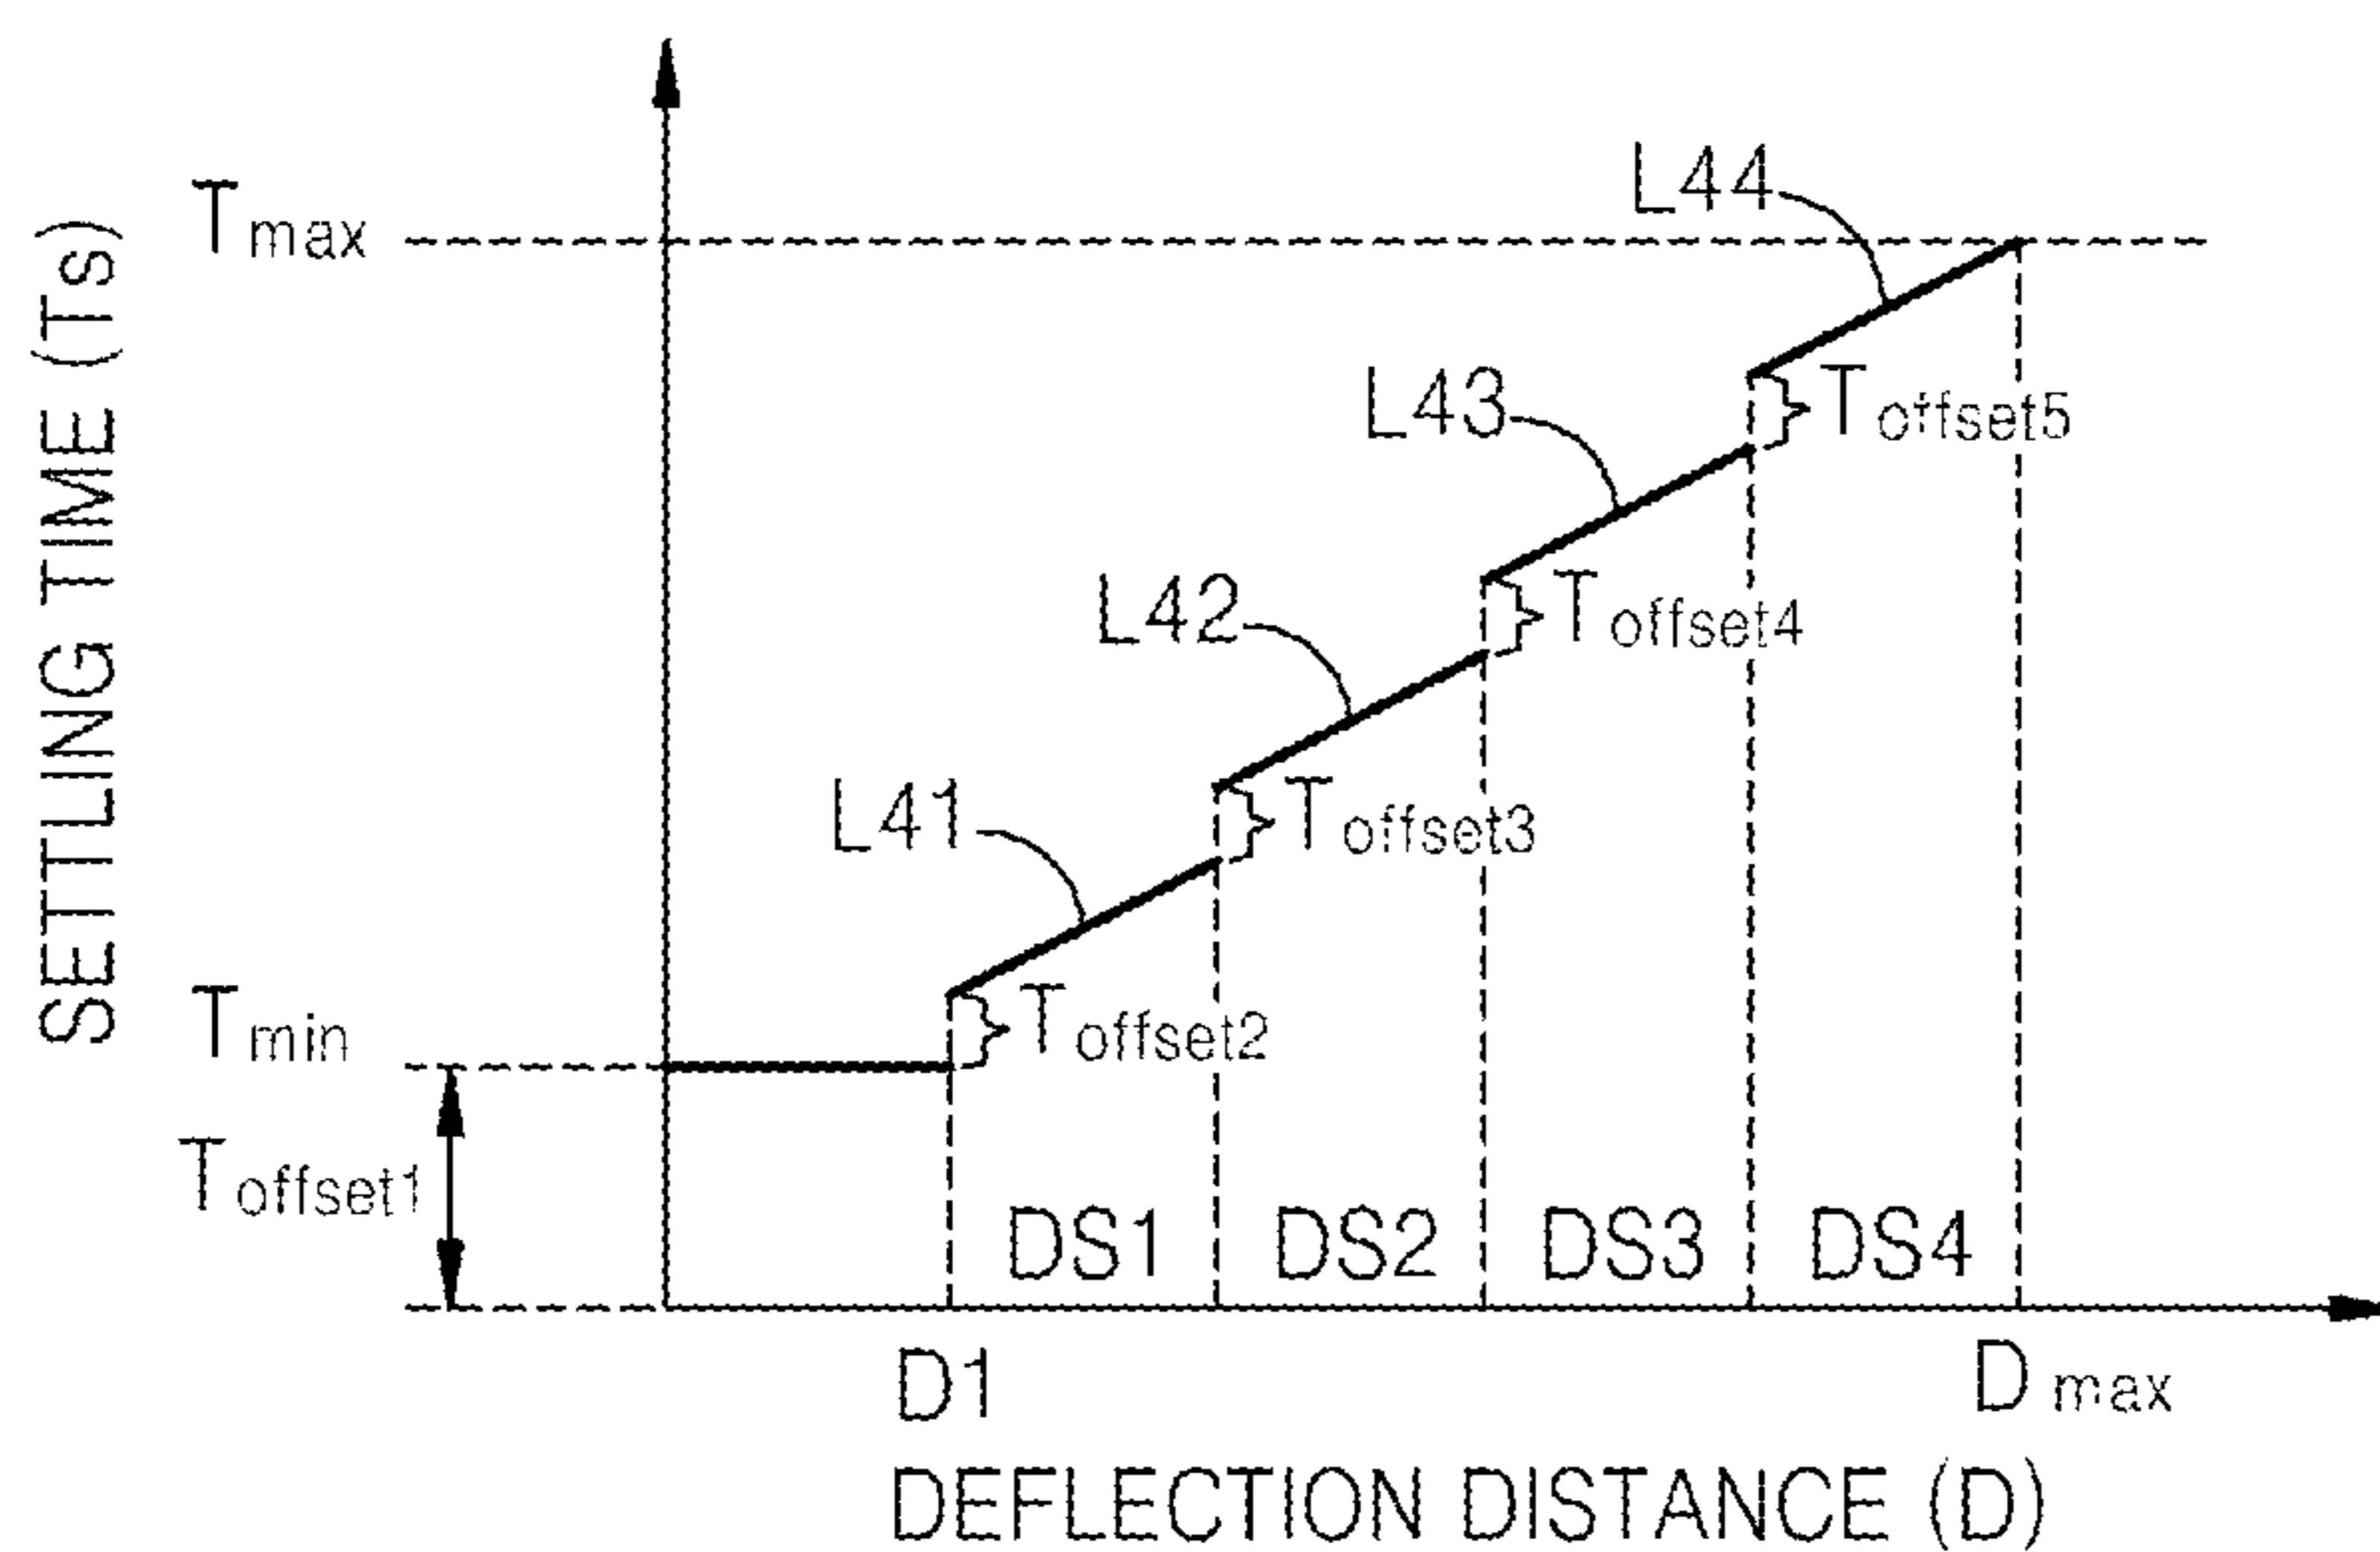 SETTLING TIME (Ts)
Tmax
Tmin
Toffset1
L44
L43
L42
L41
Toffset5
Toffset4
Toffset3
Toffset2
DS1
DS2
DS3
DS4
D1
Dmax
DEFLECTION DISTANCE (D)